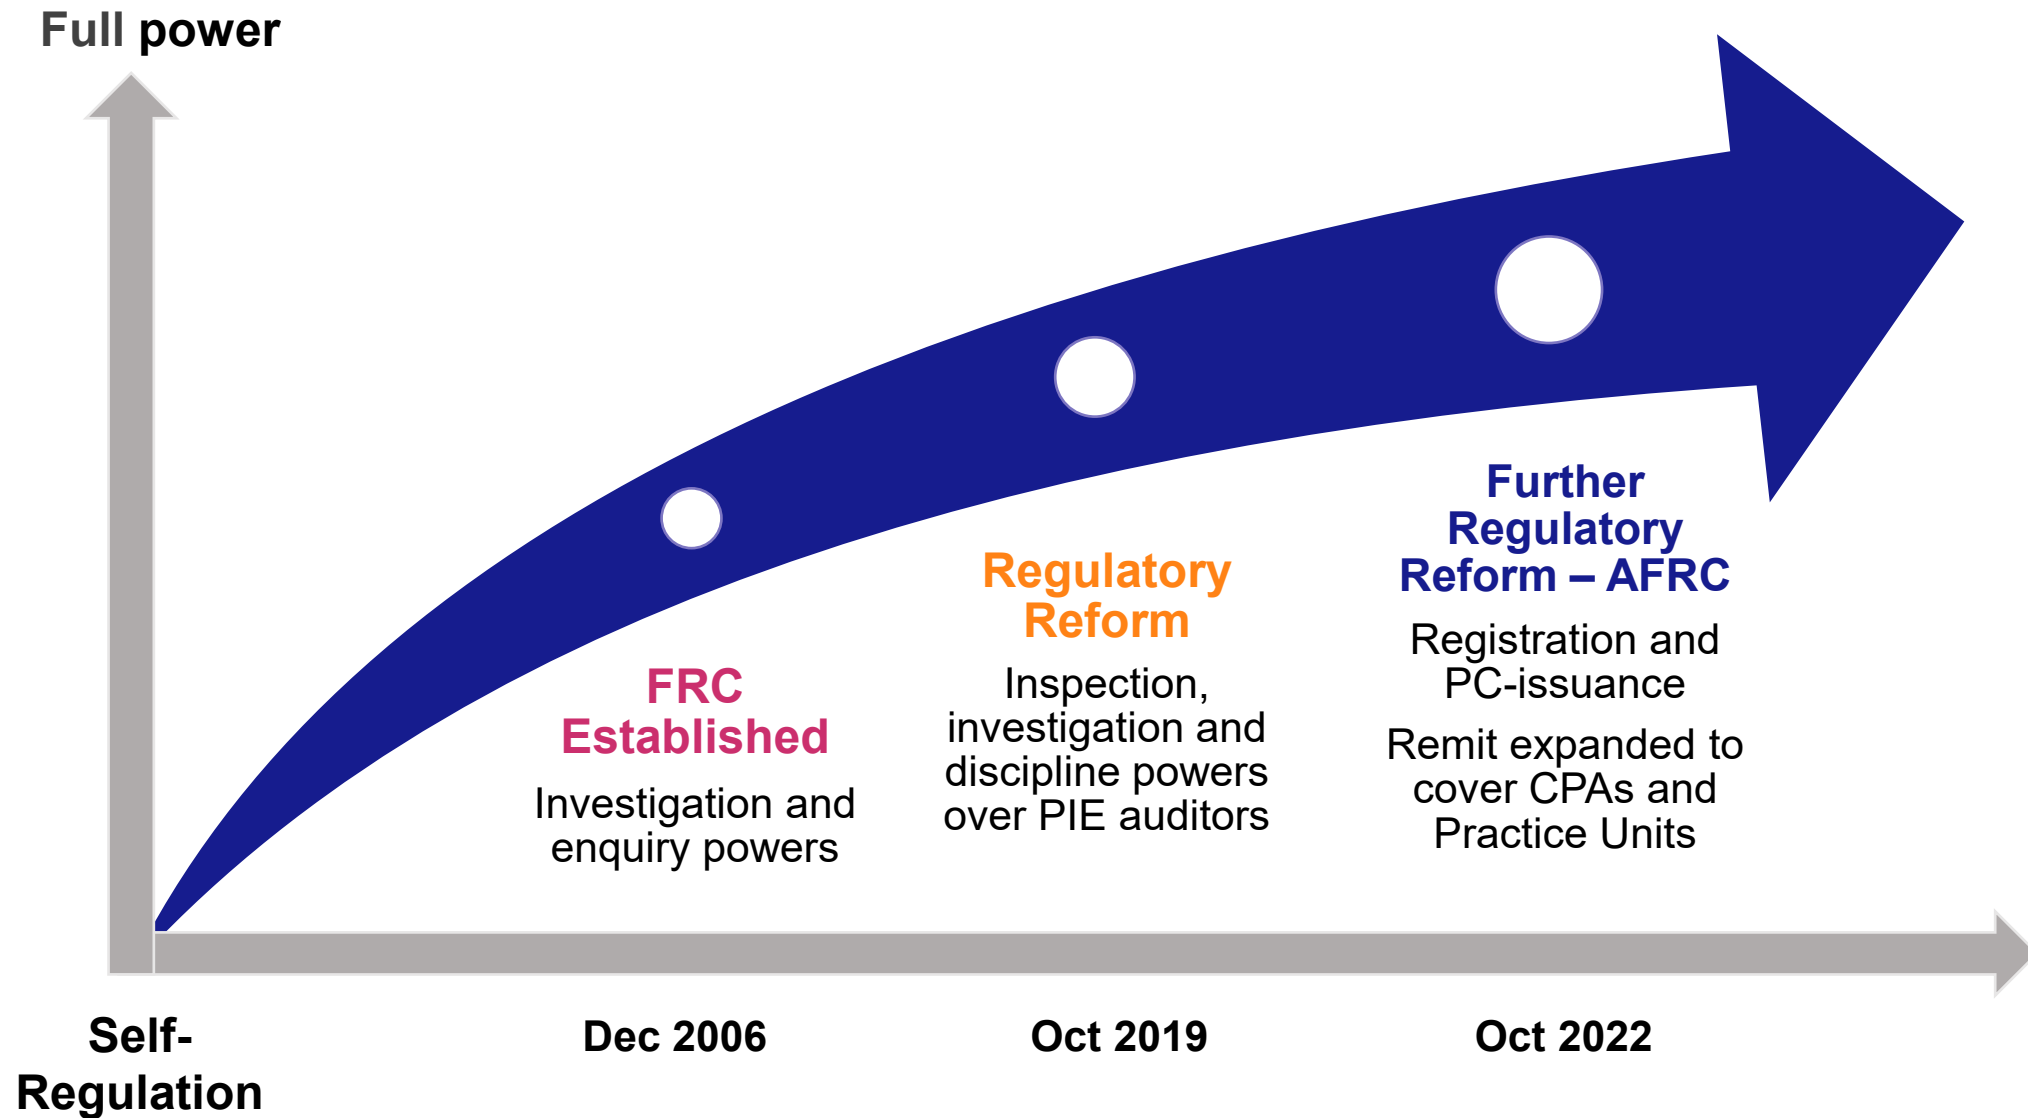 Full power
FRC
Established
Investigation and
enquiry powers
Regulatory
Reform
Inspection,
investigation and
discipline powers
over PIE auditors
Further
Regulatory
Reform – AFRC
Registration and
PC-issuance
Remit expanded to
cover CPAs and
Practice Units
Self-
Regulation
Dec 2006
Oct 2019
Oct 2022